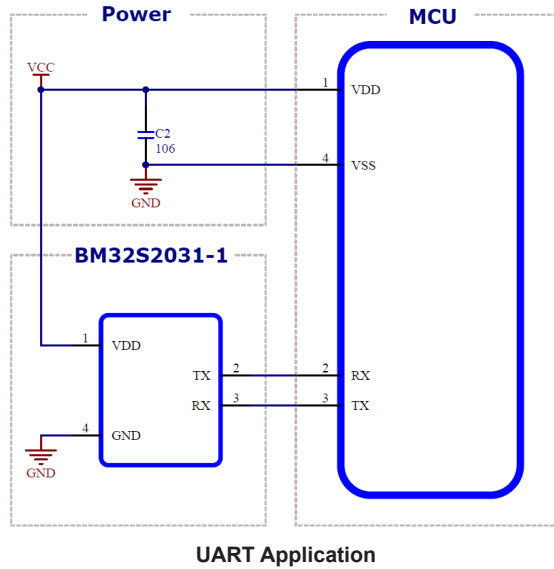 Power
MCU
VCC
1
VDD
C2
106
4
VSS
GND
BM32S2031-1
1
VDD
TX
2
2
RX
RX
3
3
TX
4
GND
GND
UART Application